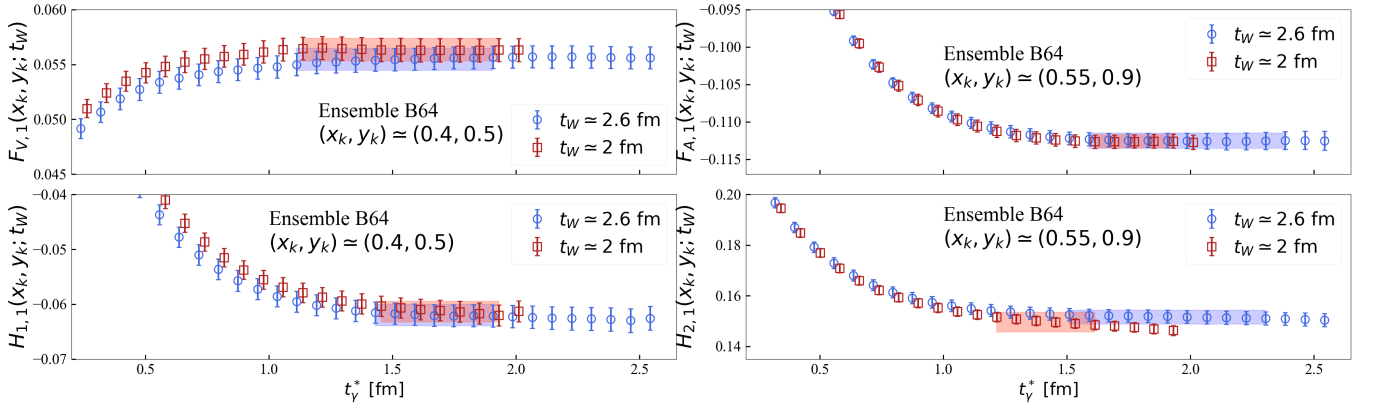 F_{V,1}(x_k, y_k; t_W)
0.060
0.055
0.050
0.045
Ensemble B64
(x_k, y_k) ≃ (0.4, 0.5)
t_W ≃ 2.6 fm
t_W ≃ 2 fm
F_{A,1}(x_k, y_k; t_W)
−0.095
−0.100
−0.105
−0.110
−0.115
Ensemble B64
(x_k, y_k) ≃ (0.55, 0.9)
t_W ≃ 2.6 fm
t_W ≃ 2 fm
H_{1,1}(x_k, y_k; t_W)
−0.04
−0.05
−0.06
−0.07
Ensemble B64
(x_k, y_k) ≃ (0.4, 0.5)
t_W ≃ 2.6 fm
t_W ≃ 2 fm
0.5 1.0 1.5 2.0 2.5
t_γ^* [fm]
H_{2,1}(x_k, y_k; t_W)
0.20
0.18
0.16
0.14
Ensemble B64
(x_k, y_k) ≃ (0.55, 0.9)
t_W ≃ 2.6 fm
t_W ≃ 2 fm
0.5 1.0 1.5 2.0 2.5
t_γ^* [fm]